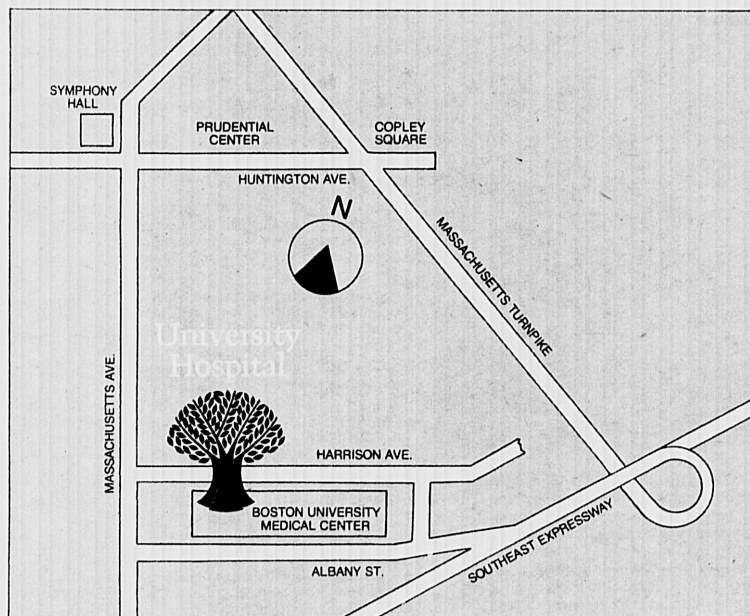 SYMPHONY
HALL
PRUDENTIAL
CENTER
COPLEY
SQUARE
HUNTINGTON AVE.
N
MASSACHUSETTS TURNPIKE
University
Hospital
MASSACHUSETTS AVE.
HARRISON AVE.
BOSTON UNIVERSITY
MEDICAL CENTER
ALBANY ST.
SOUTHEAST EXPRESSWAY